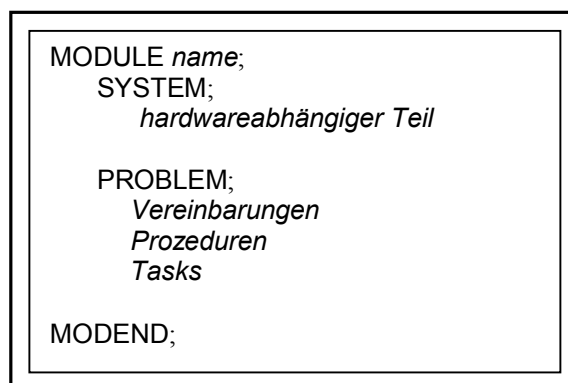 MODULE name;
SYSTEM;
hardwareabhängiger Teil
PROBLEM;
Vereinbarungen
Prozeduren
Tasks
MODEND;